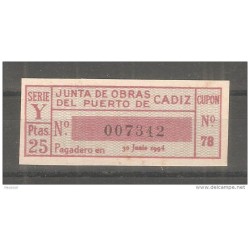 SERIE
Y
Ptas.
25
JUNTA DE OBRAS
DEL PUERTO DE CADIZ
Nº. 007342
Pagadero en 30 Junio 1994
CUPON
Nº
78